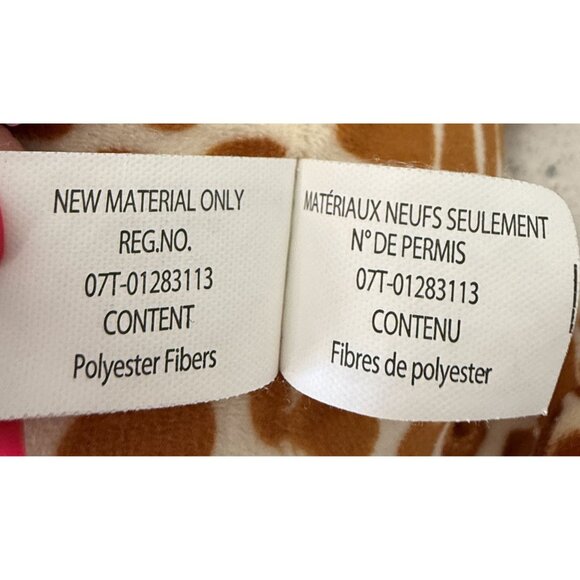 NEW MATERIAL ONLY
REG.NO.
07T-01283113
CONTENT
Polyester Fibers
MATÉRIAUX NEUFS SEULEMENT
N° DE PERMIS
07T-01283113
CONTENU
Fibres de polyester